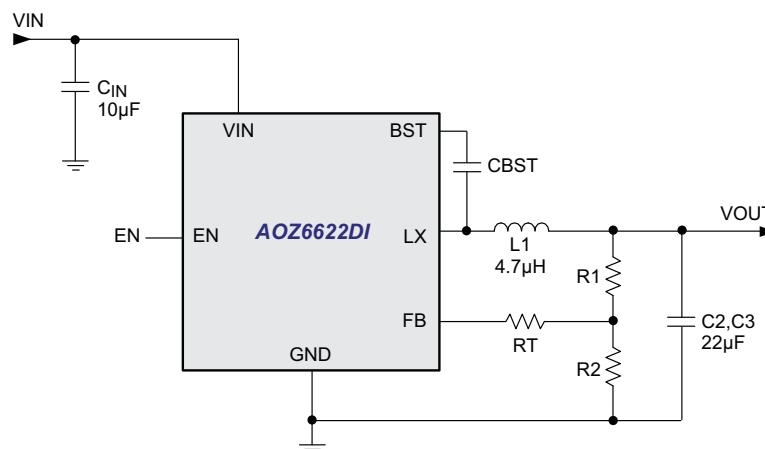 VIN
CIN
10µF
VIN
BST
CBST
EN
EN
AOZ6622DI
LX
L1
4.7µH
VOUT
R1
FB
RT
C2,C3
22µF
R2
GND